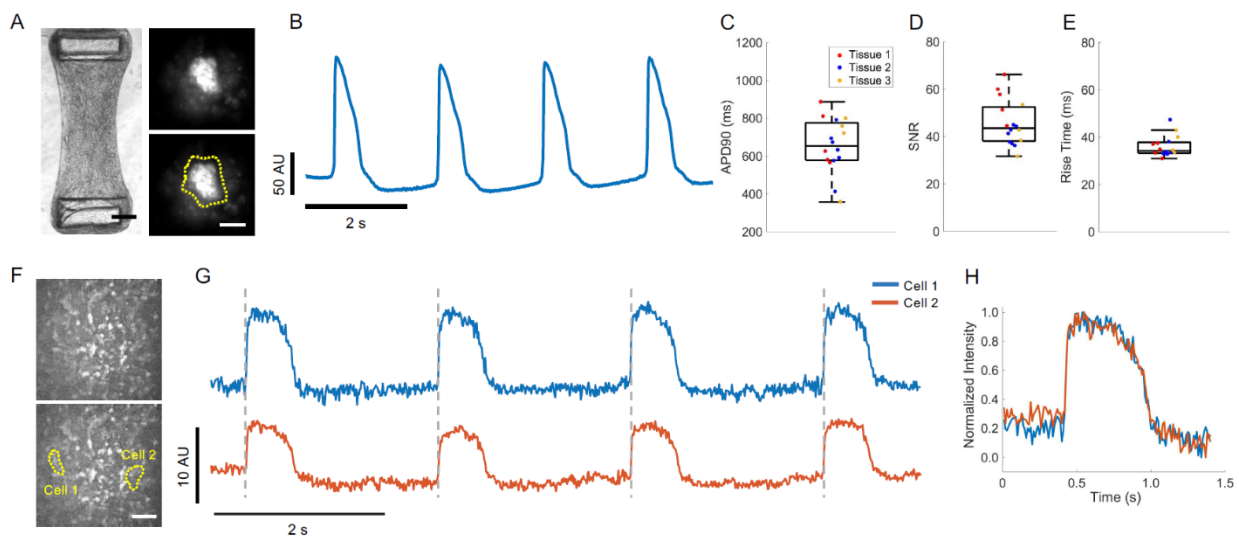 A
B
C
D
E
50 AU
2 s
APD90 (ms)
1200
1000
800
600
400
200
Tissue 1
Tissue 2
Tissue 3
SNR
80
60
40
20
0
Rise Time (ms)
80
60
40
20
0
F
G
H
Cell 1
Cell 2
Cell 1
Cell 2
10 AU
2 s
Normalized Intensity
1.0
0.8
0.6
0.4
0.2
0.0
0
0.5
1.0
1.5
Time (s)